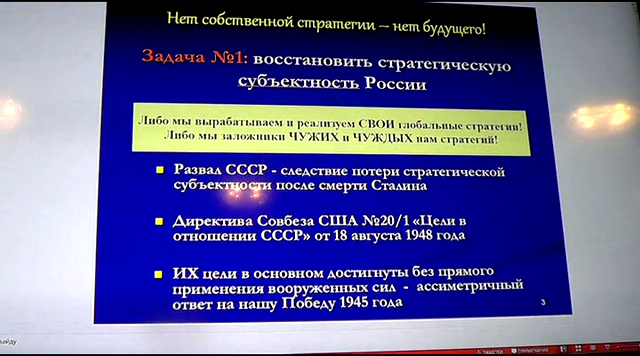 Нет собственной стратегии – нет будущего!
Задача №1: восстановить стратегическую
субъектность России
Либо мы вырабатываем и реализуем СВОИ глобальные стратегии!
Либо мы заложники ЧУЖИХ и ЧУЖДЫХ нам стратегий!
Развал СССР - следствие потери стратегической
субъектности после смерти Сталина
Директива Совбеза США №20/1 «Цели в
отношении СССР» от 18 августа 1948 года
ИХ цели в основном достигнуты без прямого
применения вооруженных сил - ассиметричный
ответ на нашу Победу 1945 года
3
ЗАМЕТКИ
ПРИМЕЧАНИЯ